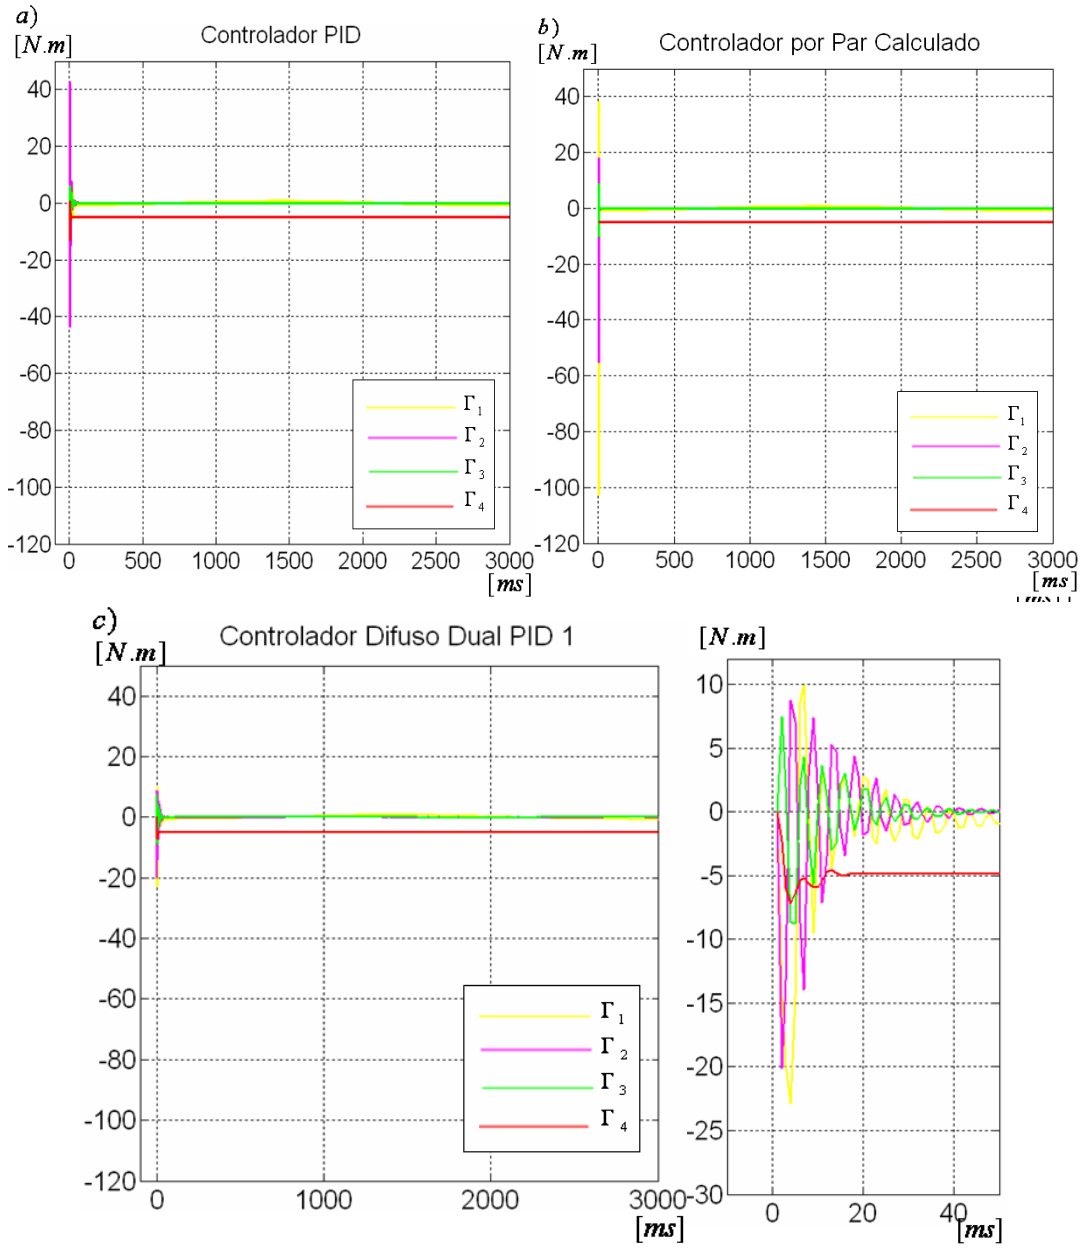 a)
[N.m]
Controlador PID
40
20
0
-20
-40
-60
-80
-100
-120
0 500 1000 1500 2000 2500 3000
[ms]
Γ1
Γ2
Γ3
Γ4
b)
[N.m]
Controlador por Par Calculado
40
20
0
-20
-40
-60
-80
-100
-120
0 500 1000 1500 2000 2500 3000
[ms]
Γ1
Γ2
Γ3
Γ4
c)
[N.m]
Controlador Difuso Dual PID 1
40
20
0
-20
-40
-60
-80
-100
-120
0 1000 2000 3000
[ms]
Γ1
Γ2
Γ3
Γ4
[N.m]
10
5
0
-5
-10
-15
-20
-25
-30
0 20 40
[ms]